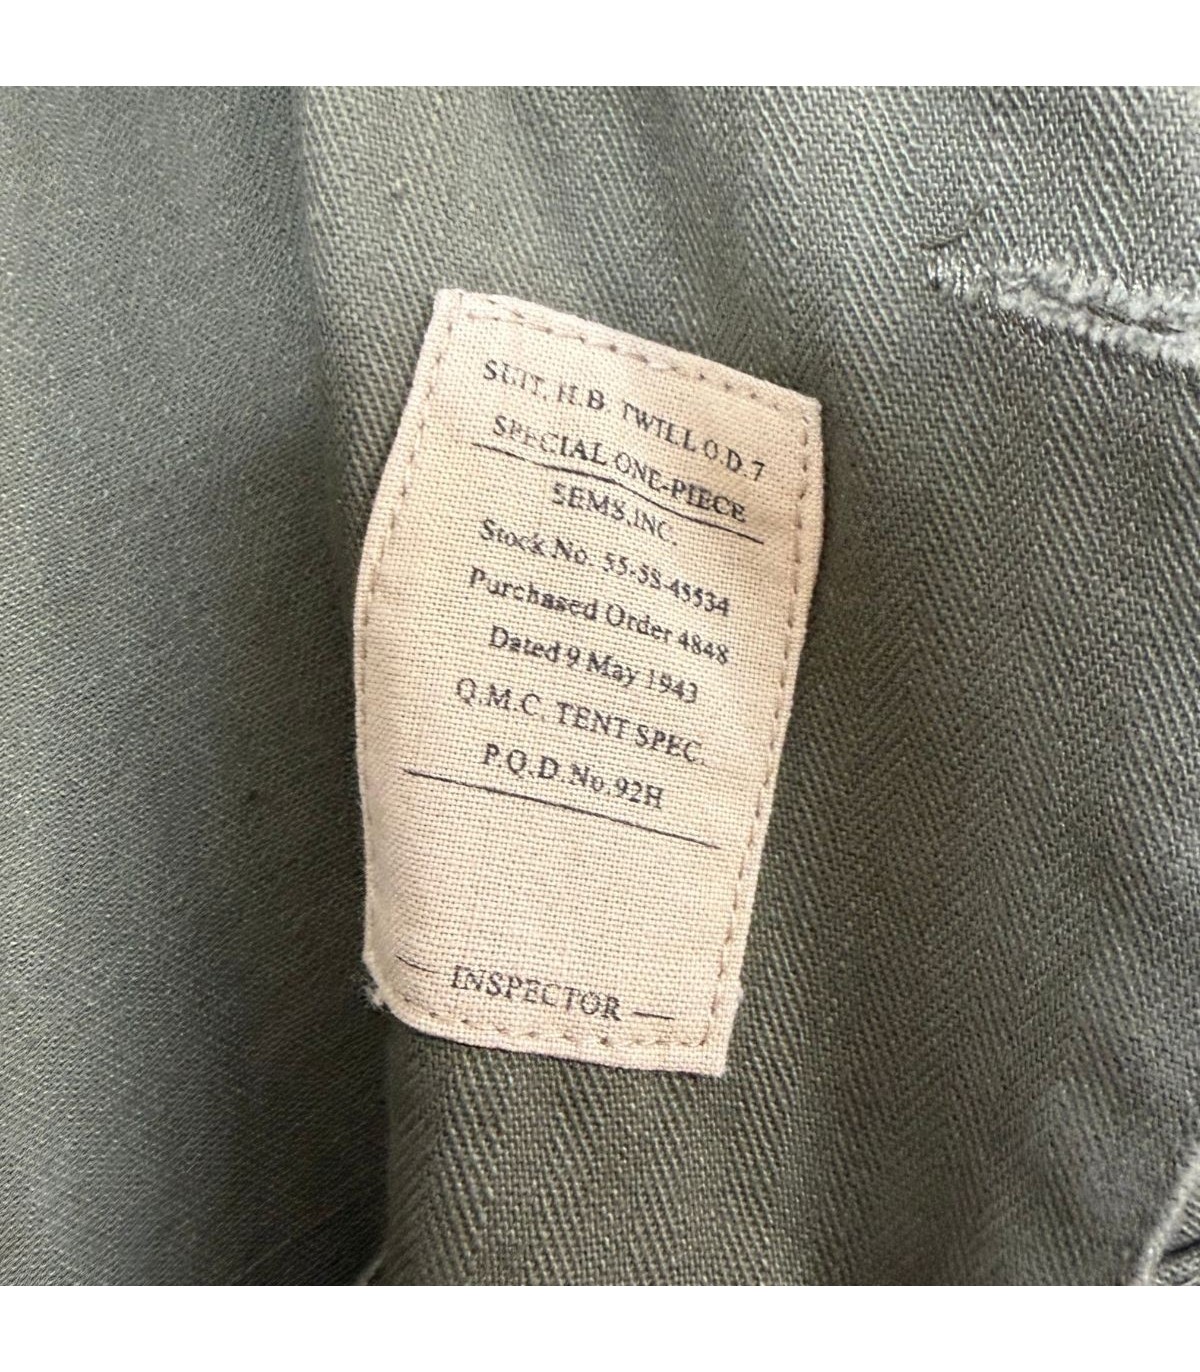 SUIT, H.B. TWILL O.D.7
SPECIAL ONE-PIECE
SEMS, INC.
Stock No. 55-5S-45534
Purchased Order 4848
Dated 9 May 1943
Q.M.C. TENT SPEC.
P.Q.D No.92H
INSPECTOR